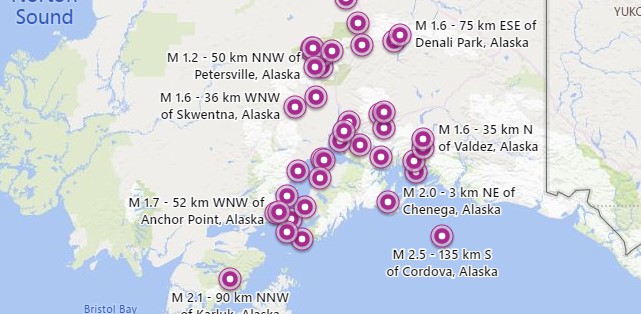 Sound
YUKO
M 1.6 - 75 km ESE of
Denali Park, Alaska
M 1.2 - 50 km NNW of
Petersville, Alaska
M 1.6 - 36 km WNW
of Skwentna, Alaska
M 1.6 - 35 km N
of Valdez, Alaska
M 1.7 - 52 km WNW of
Anchor Point, Alaska
M 2.0 - 3 km NE of
Chenega, Alaska
M 2.5 - 135 km S
of Cordova, Alaska
M 2.1 - 90 km NNW
of Karluk, Alaska
Bristol Bay